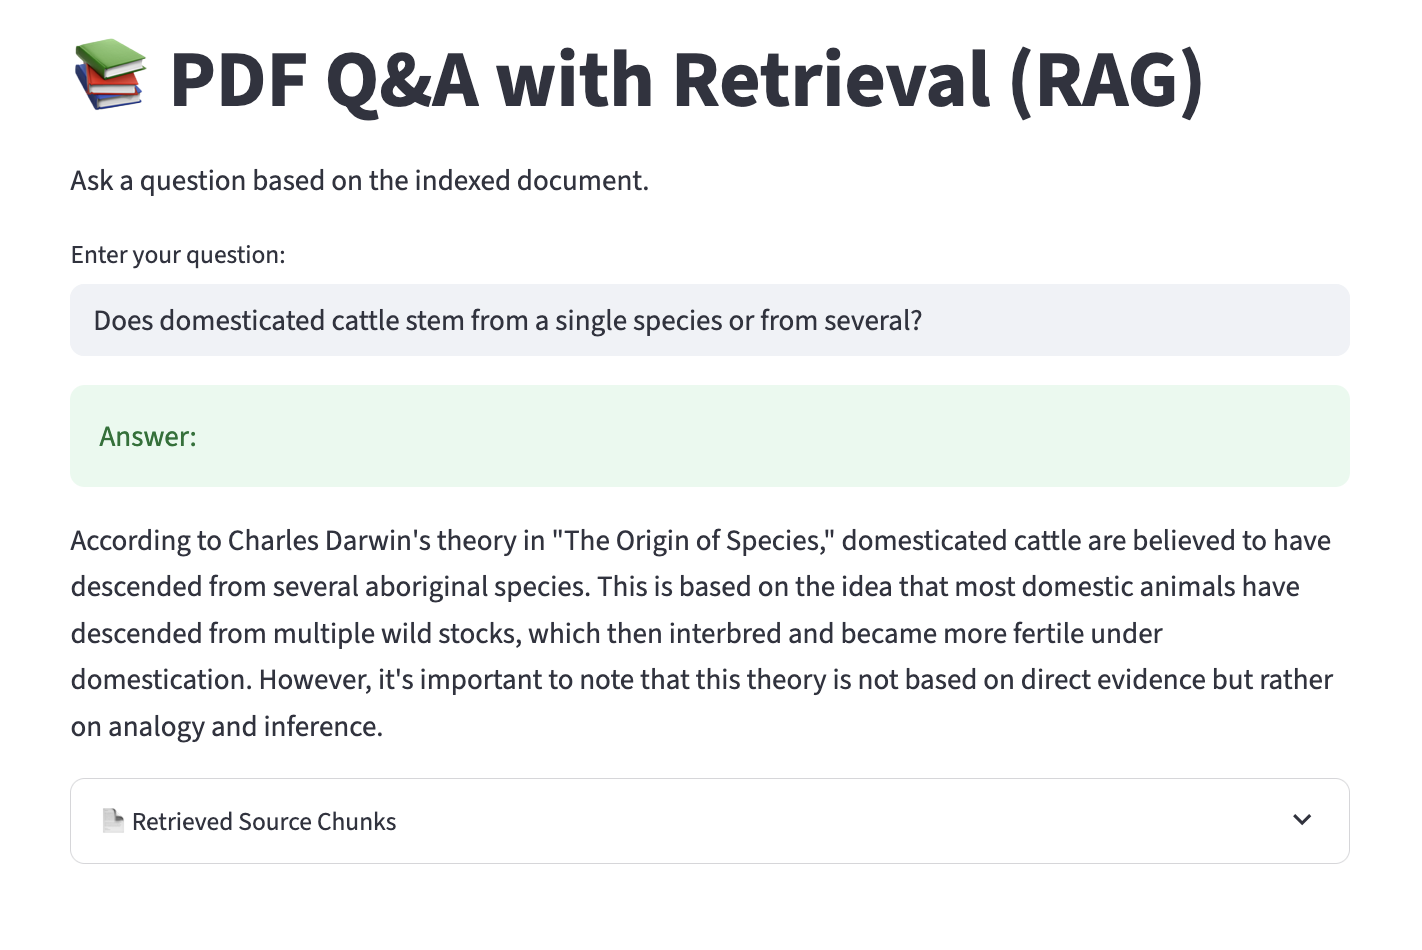 PDF Q&A with Retrieval (RAG)
Ask a question based on the indexed document.
Enter your question:
Does domesticated cattle stem from a single species or from several?
Answer:
According to Charles Darwin's theory in "The Origin of Species," domesticated cattle are believed to have
descended from several aboriginal species. This is based on the idea that most domestic animals have
descended from multiple wild stocks, which then interbred and became more fertile under
domestication. However, it's important to note that this theory is not based on direct evidence but rather
on analogy and inference.
Retrieved Source Chunks